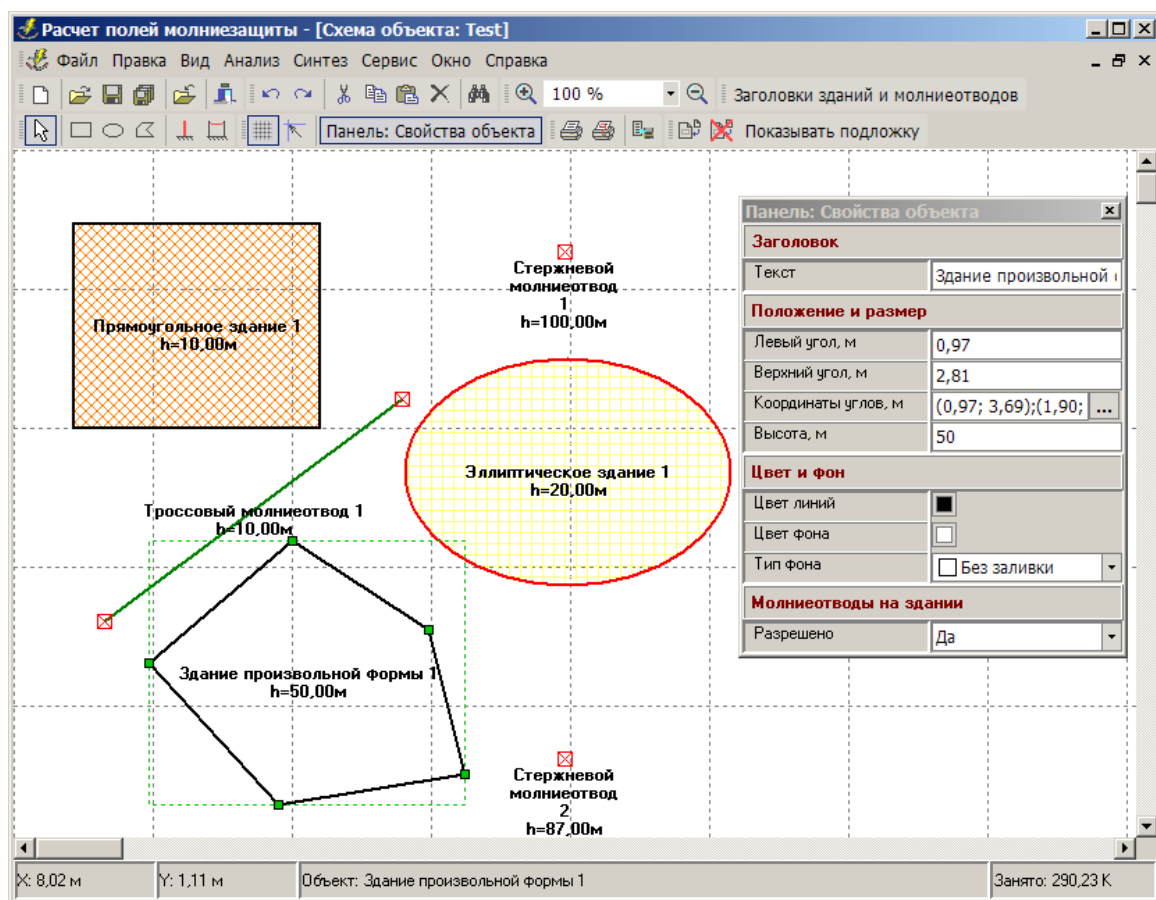 Расчет полей молниезащиты - [Схема объекта: Test]
Файл Правка Вид Анализ Синтез Сервис Окно Справка
100 %
Заголовки зданий и молниеотводов
Панель: Свойства объекта
Показывать подложку
Прямоугольное здание 1
h=10,00м
Стержневой
молниеотвод
1
h=100,00м
Эллиптическое здание 1
h=20,00м
Троссовый молниеотвод 1
h=10,00м
Здание произвольной формы 1
h=50,00м
Стержневой
молниеотвод
2
h=87,00м
Панель: Свойства объекта
Заголовок
Текст Здание произвольной
Положение и размер
Левый угол, м 0,97
Верхний угол, м 2,81
Координаты углов, м (0,97; 3,69);(1,90; ...
Высота, м 50
Цвет и фон
Цвет линий
Цвет фона
Тип фона Без заливки
Молниеотводы на здании
Разрешено Да
X: 8,02 м Y: 1,11 м Объект: Здание произвольной формы 1 Занято: 290,23 K